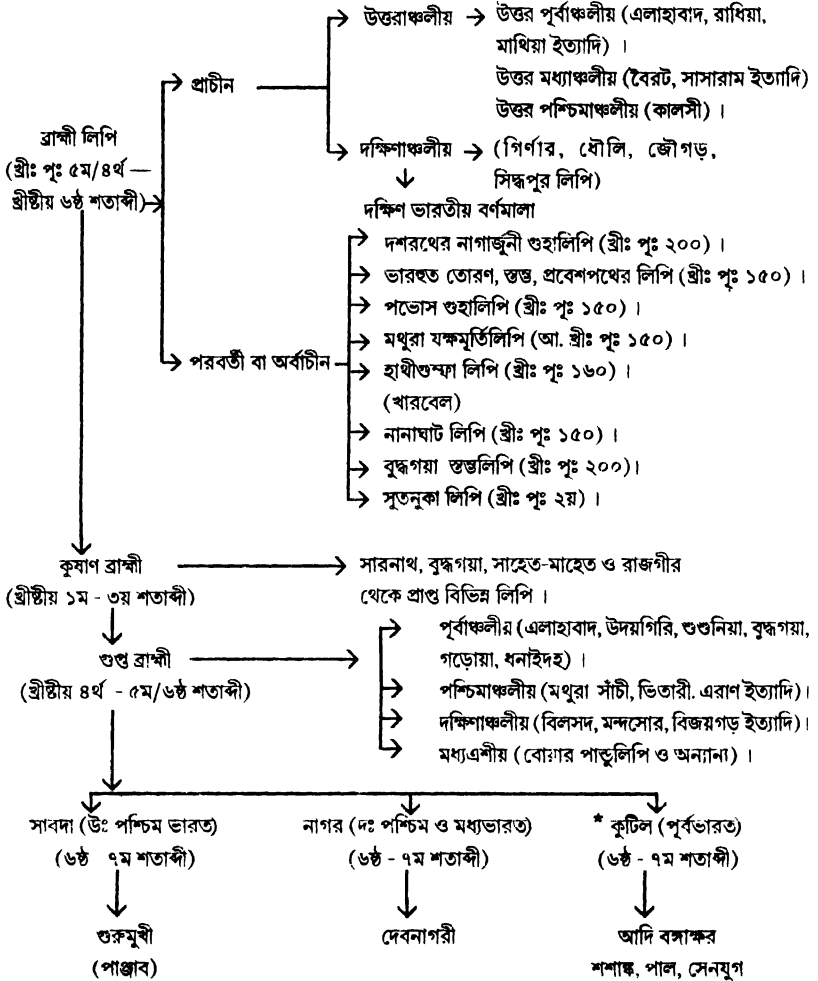 উত্তরাঞ্চলীয় → উত্তর পূর্বাঞ্চলীয় (এলাহাবাদ, রাধিয়া,
মাথিয়া ইত্যাদি) ।
প্রাচীন
উত্তর মধ্যাঞ্চলীয় (বৈরট, সাসারাম ইত্যাদি)
উত্তর পশ্চিমাঞ্চলীয় (কালসী) ।
ব্রাহ্মী লিপি
(খ্রীঃ পূঃ ৫ম/৪র্থ —
খ্রীষ্টীয় ৬ষ্ঠ শতাব্দী)
দক্ষিণাঞ্চলীয় → (গির্ণার, ধৌলি, জৌগড়,
সিদ্ধপুর লিপি)
দক্ষিণ ভারতীয় বর্ণমালা
দশরথের নাগার্জুনী গুহালিপি (খ্রীঃ পূঃ ২০০) ।
ভারহুত তোরণ, স্তম্ভ, প্রবেশপথের লিপি (খ্রীঃ পূঃ ১৫০) ।
পভোস গুহালিপি (খ্রীঃ পূঃ ১৫০) ।
মথুরা যক্ষমূর্তিলিপি (আ. খ্রীঃ পূঃ ১৫০) ।
পরবর্তী বা অর্বাচীন
হাথীগুম্ফা লিপি (খ্রীঃ পূঃ ১৬০) ।
(খারবেল)
নানাঘাট লিপি (খ্রীঃ পূঃ ১৫০) ।
বুদ্ধগয়া স্তম্ভলিপি (খ্রীঃ পূঃ ২০০)।
সূতনুকা লিপি (খ্রীঃ পূঃ ২য়) ।
কুষাণ ব্রাহ্মী
(খ্রীষ্টীয় ১ম - ৩য় শতাব্দী)
সারনাথ, বুদ্ধগয়া, সাহেত-মাহেত ও রাজগীর
থেকে প্রাপ্ত বিভিন্ন লিপি ।
গুপ্ত ব্রাহ্মী
(খ্রীষ্টীয় ৪র্থ - ৫ম/৬ষ্ঠ শতাব্দী)
পূর্বাঞ্চলীয় (এলাহাবাদ, উদয়গিরি, শুশুনিয়া, বুদ্ধগয়া,
গড়োয়া, ধনাইদহ) ।
পশ্চিমাঞ্চলীয় (মথুরা সাঁচী, ভিতারী. এরাণ ইত্যাদি)।
দক্ষিণাঞ্চলীয় (বিলসদ, মন্দসোর, বিজয়গড় ইত্যাদি)।
মধ্যএশীয় (বোয়ার পান্ডুলিপি ও অন্যান্য) ।
সাবদা (উঃ পশ্চিম ভারত)
(৬ষ্ঠ ৭ম শতাব্দী)
নাগর (দঃ পশ্চিম ও মধ্যভারত)
(৬ষ্ঠ - ৭ম শতাব্দী)
* কুটিল (পূর্বভারত)
(৬ষ্ঠ - ৭ম শতাব্দী)
গুরুমুখী
(পাঞ্জাব)
দেবনাগরী
আদি বঙ্গাক্ষর
শশাঙ্ক, পাল, সেনযুগ